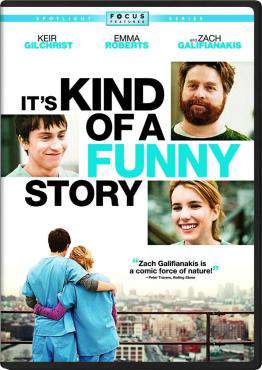 SPOTLIGHT
FOCUS
FEATURES
SERIES
KEIR
GILCHRIST
EMMA
ROBERTS
and ZACH
GALIFIANAKIS
IT'S KIND
OF A
FUNNY
STORY
"Zach Galifianakis is
a comic force of nature!"
– Peter Travers, Rolling Stone